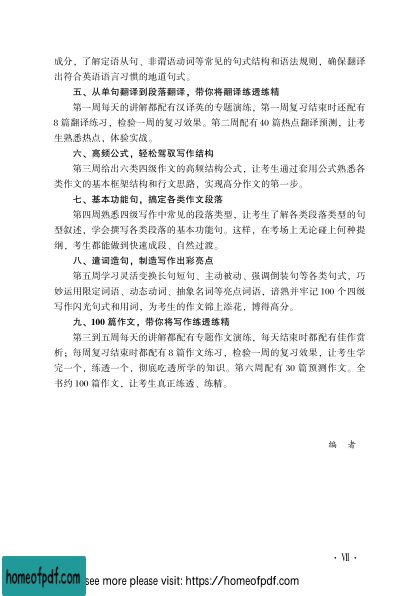 成分，了解定语从句、非谓语动词等常见的句式结构和语法规则，确保翻译
出符合英语语言习惯的地道句式。
五、从单句翻译到段落翻译，带你将翻译练透练精
第一周每天的讲解都配有汉译英的专题演练，第一周复习结束时还配有
8 篇翻译练习，检验一周的复习效果。第二周配有 40 篇热点翻译预测，让考
生熟悉热点，体验实战。
六、高频公式，轻松驾驭写作结构
第三周给出六类四级作文的高频结构公式，让考生通过套用公式熟悉各
类作文的基本框架结构和行文思路，实现高分作文的第一步。
七、基本功能句，搞定各类作文段落
第四周熟悉四级写作中常见的段落类型，让考生了解各类段落类型的句
型叙述，学会撰写各类段落的基本功能句。这样，在考场上无论碰上何种提
纲，考生都能做到快速成段、自然过渡。
八、遣词造句，制造写作出彩亮点
第五周学习灵活变换长句短句、主动被动、强调倒装句等各类句式，巧
妙运用限定词语、动态动词、抽象名词等亮点词语，谙熟并牢记 100 个四级
写作闪光句式和用词，为考生的作文锦上添花，博得高分。
九、100 篇作文，带你将写作练透练精
第三到五周每天的讲解都配有专题作文演练，每天结束时都配有佳作赏
析；每周复习结束时都配有 8 篇作文练习，检验一周的复习效果，让考生学
完一个，练透一个，彻底吃透所学的知识。第六周配有 30 篇预测作文。全
书约 100 篇作文，让考生真正练透、练精。
编 者
· Ⅶ ·
homeofpdf.com
see more please visit: https://homeofpdf.com